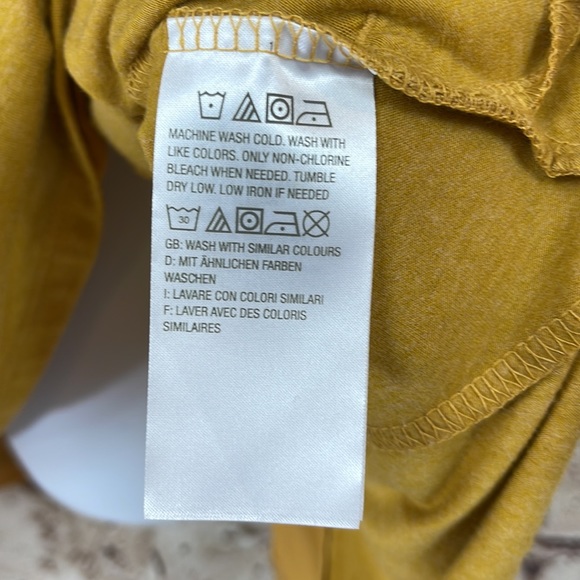 MACHINE WASH COLD. WASH WITH
LIKE COLORS. ONLY NON-CHLORINE
BLEACH WHEN NEEDED. TUMBLE
DRY LOW. LOW IRON IF NEEDED
30
GB: WASH WITH SIMILAR COLOURS
D: MIT ÄHNLICHEN FARBEN
WASCHEN
I: LAVARE CON COLORI SIMILARI
F: LAVER AVEC DES COLORIS
SIMILAIRES